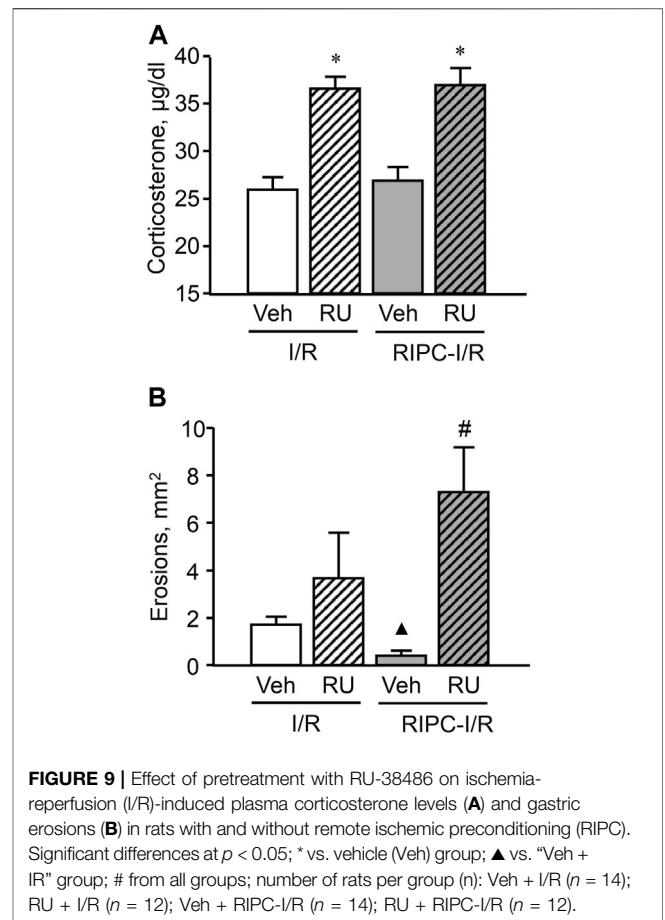 A
Corticosterone, µg/dl
40
35
30
25
20
15
*
*
Veh RU Veh RU
I/R RIPC-I/R
B
Erosions, mm²
10
8
6
4
2
0
▲
#
Veh RU Veh RU
I/R RIPC-I/R
FIGURE 9 | Effect of pretreatment with RU-38486 on ischemia-
reperfusion (I/R)-induced plasma corticosterone levels (A) and gastric
erosions (B) in rats with and without remote ischemic preconditioning (RIPC).
Significant differences at p < 0.05; * vs. vehicle (Veh) group; ▲ vs. “Veh +
IR” group; # from all groups; number of rats per group (n): Veh + I/R (n = 14);
RU + I/R (n = 12); Veh + RIPC-I/R (n = 14); RU + RIPC-I/R (n = 12).